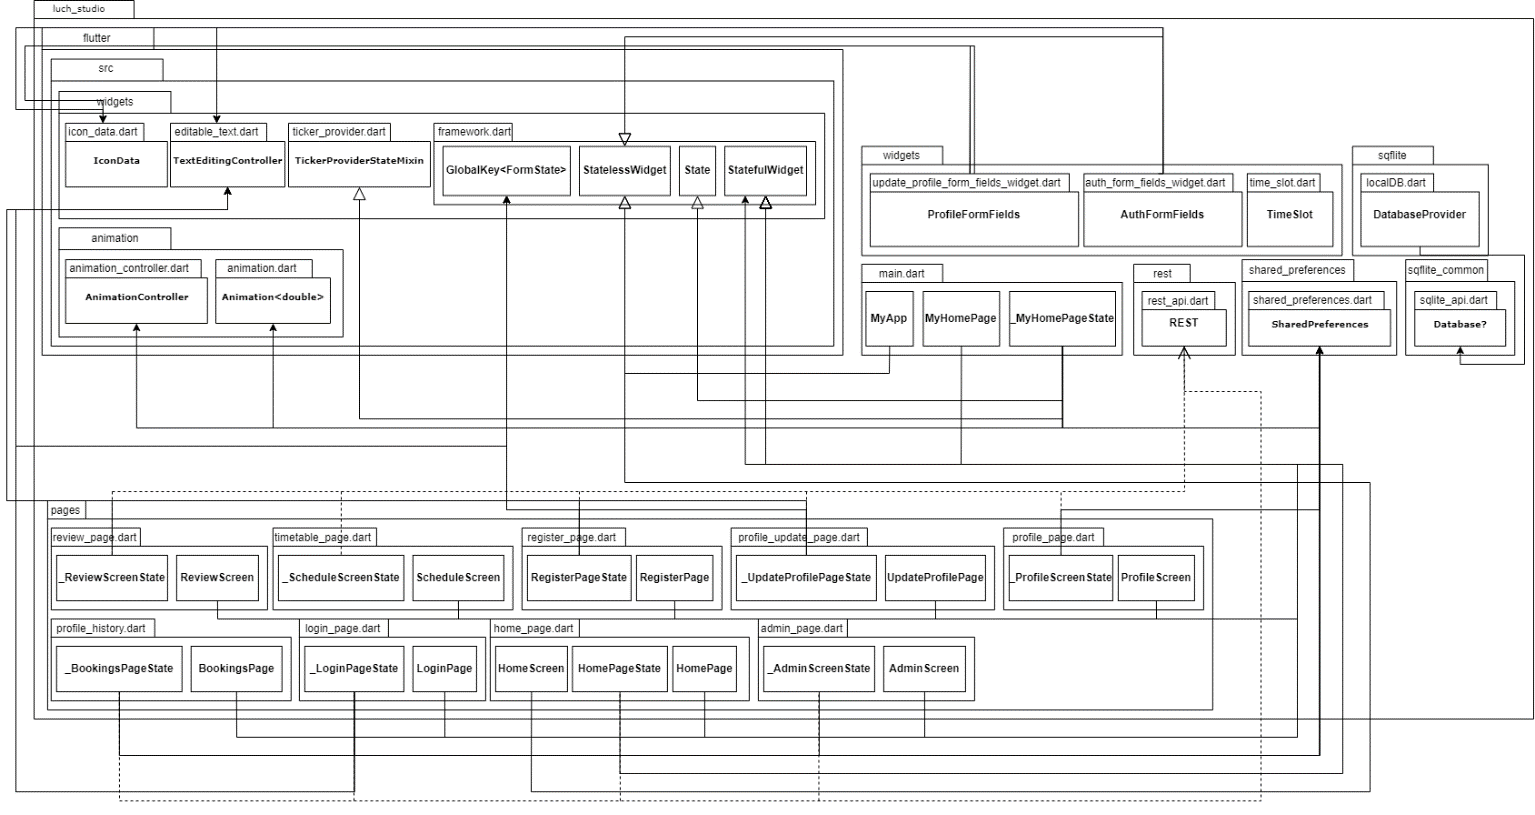 luch_studio
flutter
src
widgets
icon_data.dart
editable_text.dart
ticker_provider.dart
framework.dart
IconData
TextEditingController
TickerProviderStateMixin
GlobalKey<FormState>
StatelessWidget
State
StatefulWidget
widgets
update_profile_form_fields_widget.dart
auth_form_fields_widget.dart
time_slot.dart
ProfileFormFields
AuthFormFields
TimeSlot
sqflite
localDB.dart
DatabaseProvider
animation
animation_controller.dart
animation.dart
AnimationController
Animation<double>
main.dart
MyApp
MyHomePage
_MyHomePageState
rest
rest_api.dart
REST
shared_preferences
shared_preferences.dart
SharedPreferences
sqflite_common
sqlite_api.dart
Database?
pages
review_page.dart
timetable_page.dart
register_page.dart
profile_update_page.dart
profile_page.dart
_ReviewScreenState
ReviewScreen
_ScheduleScreenState
ScheduleScreen
RegisterPageState
RegisterPage
_UpdateProfilePageState
UpdateProfilePage
_ProfileScreenState
ProfileScreen
profile_history.dart
login_page.dart
home_page.dart
admin_page.dart
_BookingsPageState
BookingsPage
_LoginPageState
LoginPage
HomeScreen
HomePageState
HomePage
_AdminScreenState
AdminScreen